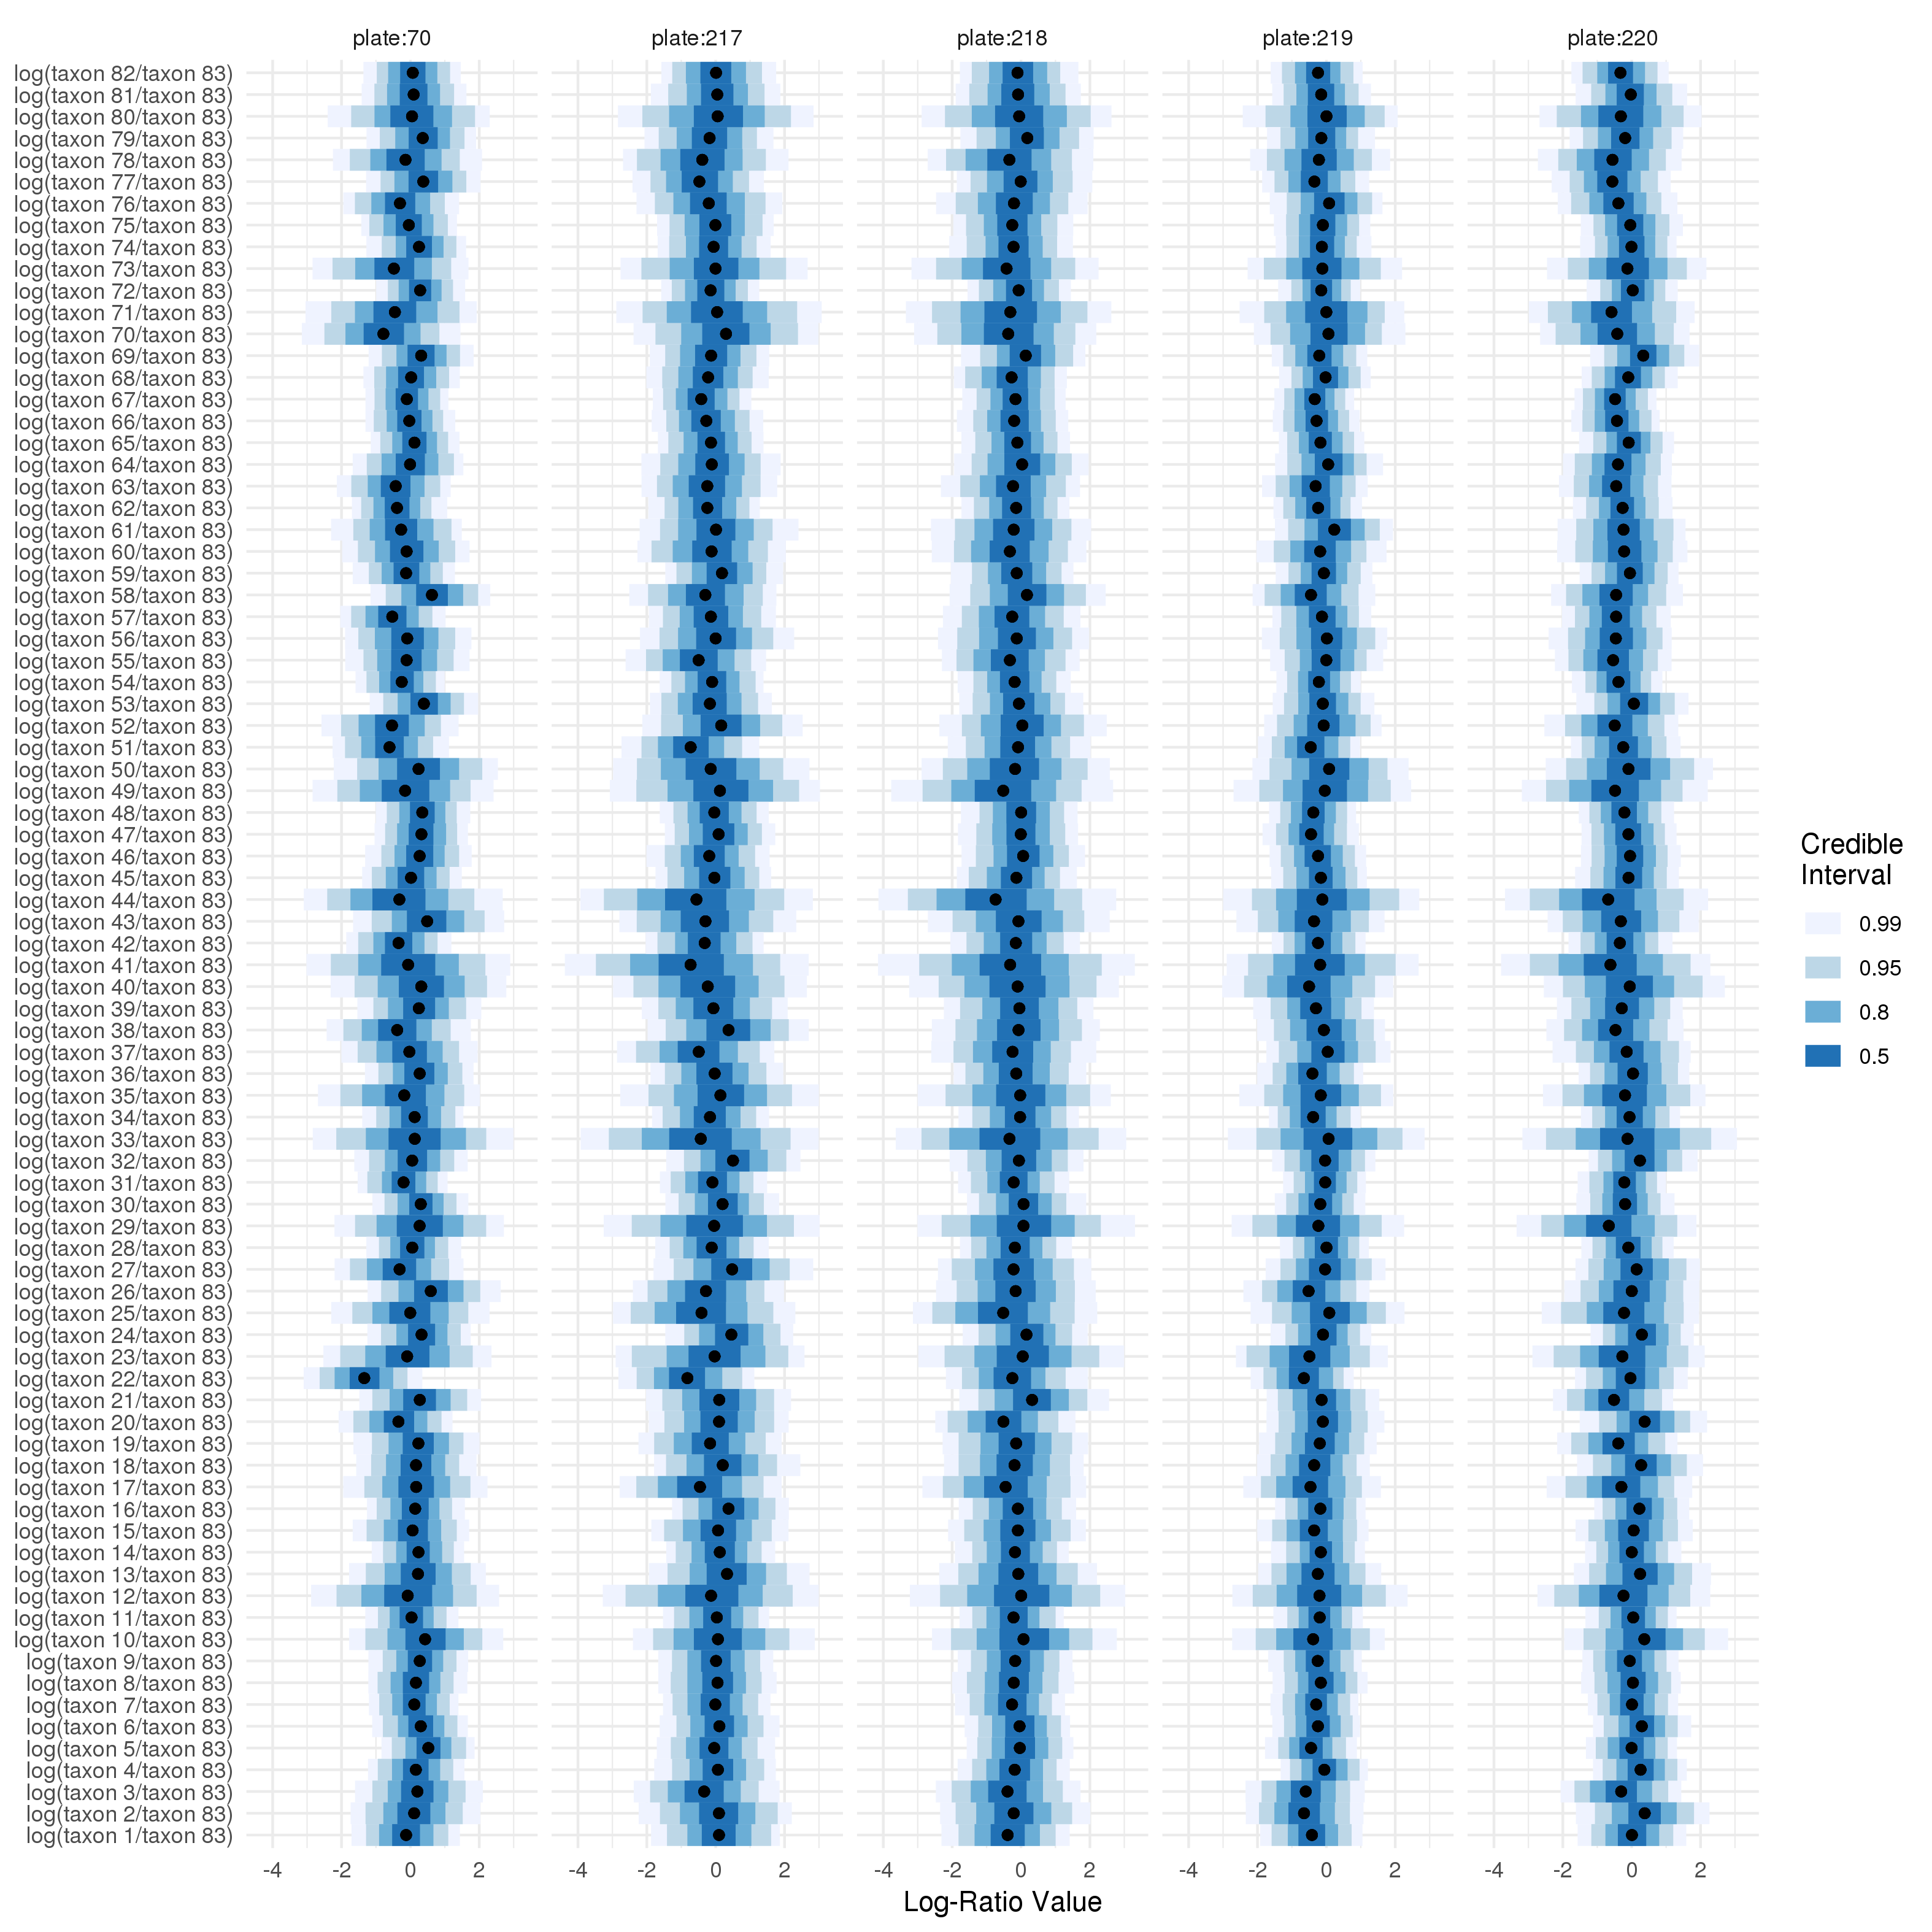 plate:70 plate:217 plate:218 plate:219 plate:220
log(taxon 82/taxon 83)
log(taxon 81/taxon 83)
log(taxon 80/taxon 83)
log(taxon 79/taxon 83)
log(taxon 78/taxon 83)
log(taxon 77/taxon 83)
log(taxon 76/taxon 83)
log(taxon 75/taxon 83)
log(taxon 74/taxon 83)
log(taxon 73/taxon 83)
log(taxon 72/taxon 83)
log(taxon 71/taxon 83)
log(taxon 70/taxon 83)
log(taxon 69/taxon 83)
log(taxon 68/taxon 83)
log(taxon 67/taxon 83)
log(taxon 66/taxon 83)
log(taxon 65/taxon 83)
log(taxon 64/taxon 83)
log(taxon 63/taxon 83)
log(taxon 62/taxon 83)
log(taxon 61/taxon 83)
log(taxon 60/taxon 83)
log(taxon 59/taxon 83)
log(taxon 58/taxon 83)
log(taxon 57/taxon 83)
log(taxon 56/taxon 83)
log(taxon 55/taxon 83)
log(taxon 54/taxon 83)
log(taxon 53/taxon 83)
log(taxon 52/taxon 83)
log(taxon 51/taxon 83)
log(taxon 50/taxon 83)
log(taxon 49/taxon 83)
log(taxon 48/taxon 83)
log(taxon 47/taxon 83)
log(taxon 46/taxon 83)
log(taxon 45/taxon 83)
log(taxon 44/taxon 83)
log(taxon 43/taxon 83)
log(taxon 42/taxon 83)
log(taxon 41/taxon 83)
log(taxon 40/taxon 83)
log(taxon 39/taxon 83)
log(taxon 38/taxon 83)
log(taxon 37/taxon 83)
log(taxon 36/taxon 83)
log(taxon 35/taxon 83)
log(taxon 34/taxon 83)
log(taxon 33/taxon 83)
log(taxon 32/taxon 83)
log(taxon 31/taxon 83)
log(taxon 30/taxon 83)
log(taxon 29/taxon 83)
log(taxon 28/taxon 83)
log(taxon 27/taxon 83)
log(taxon 26/taxon 83)
log(taxon 25/taxon 83)
log(taxon 24/taxon 83)
log(taxon 23/taxon 83)
log(taxon 22/taxon 83)
log(taxon 21/taxon 83)
log(taxon 20/taxon 83)
log(taxon 19/taxon 83)
log(taxon 18/taxon 83)
log(taxon 17/taxon 83)
log(taxon 16/taxon 83)
log(taxon 15/taxon 83)
log(taxon 14/taxon 83)
log(taxon 13/taxon 83)
log(taxon 12/taxon 83)
log(taxon 11/taxon 83)
log(taxon 10/taxon 83)
log(taxon 9/taxon 83)
log(taxon 8/taxon 83)
log(taxon 7/taxon 83)
log(taxon 6/taxon 83)
log(taxon 5/taxon 83)
log(taxon 4/taxon 83)
log(taxon 3/taxon 83)
log(taxon 2/taxon 83)
log(taxon 1/taxon 83)
-4 -2 0 2 -4 -2 0 2 -4 -2 0 2 -4 -2 0 2 -4 -2 0 2
Log-Ratio Value
Credible
Interval
0.99
0.95
0.8
0.5